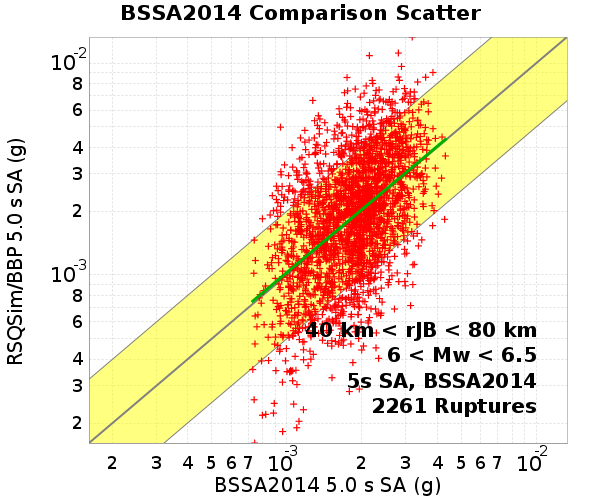 BSSA2014 Comparison Scatter
RSQSim/BBP 5.0 s SA (g)
10-2
8
6
4
3
2
10-3
8
6
4
3
2
40 km < rJB < 80 km
6 < Mw < 6.5
5s SA, BSSA2014
2261 Ruptures
2 3 4 5 6 7 10-3 2 3 4 5 6 7 10-2
BSSA2014 5.0 s SA (g)